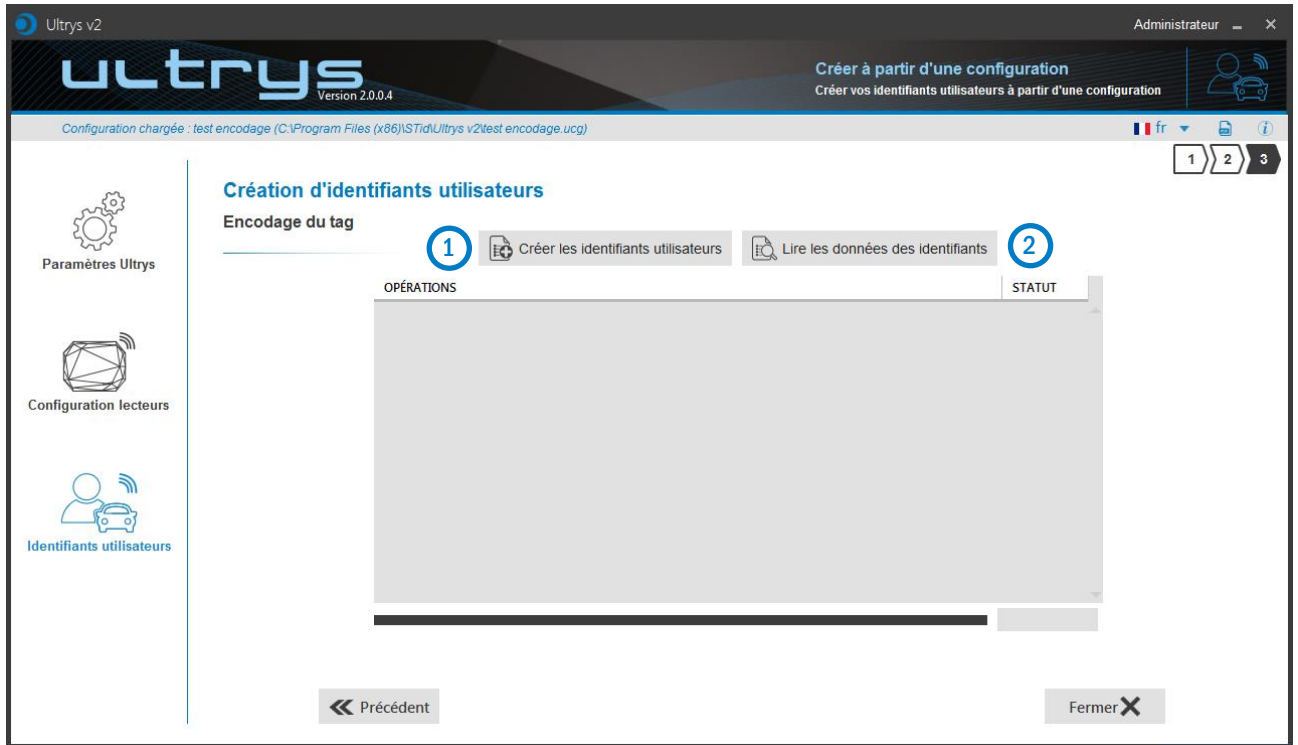 Ultrys v2
Administrateur
ultrys
Version 2.0.0.4
Créer à partir d'une configuration
Créer vos identifiants utilisateurs à partir d'une configuration
Configuration chargée : test encodage (C:\Program Files (x86)\STid\Ultrys v2\test encodage.ucg)
fr
1 2 3
Création d'identifiants utilisateurs
Encodage du tag
1 Créer les identifiants utilisateurs Lire les données des identifiants 2
OPÉRATIONS STATUT
Paramètres Ultrys
Configuration lecteurs
Identifiants utilisateurs
Précédent
Fermer